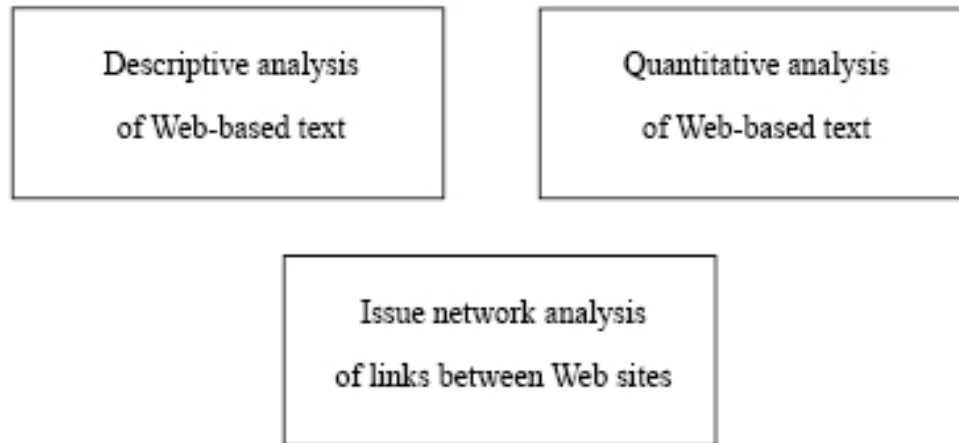 Descriptive analysis
of Web-based text
Quantitative analysis
of Web-based text
Issue network analysis
of links between Web sites